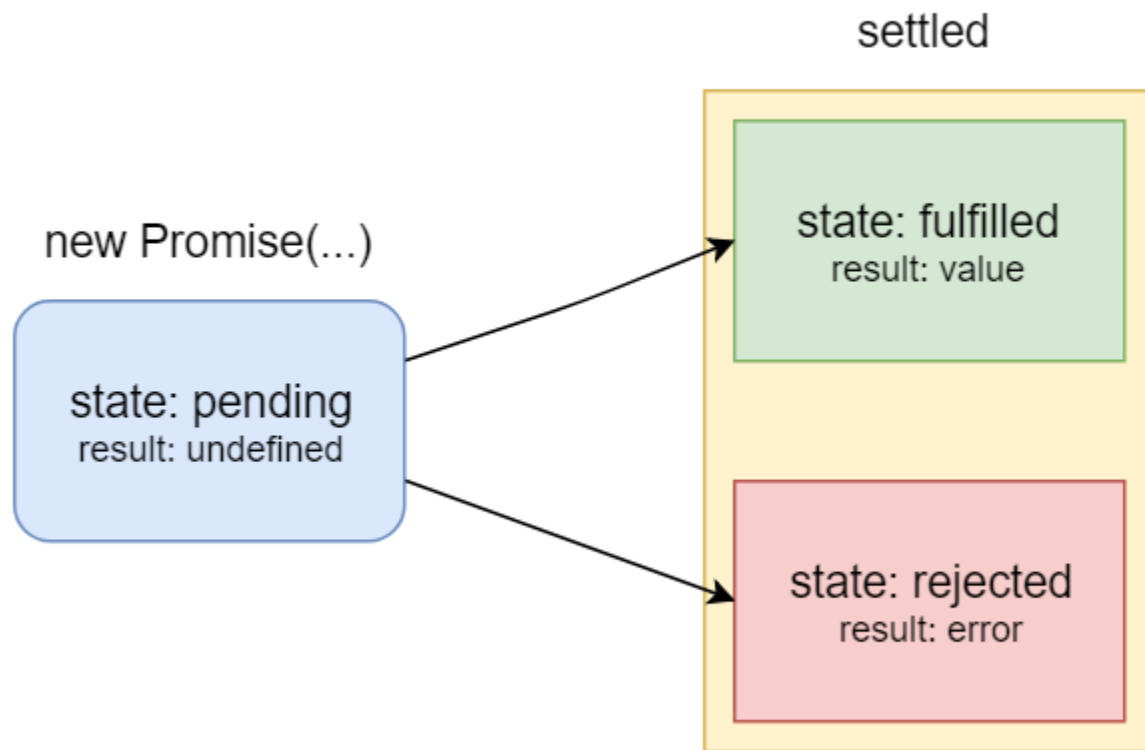 settled
new Promise(...)
state: pending
result: undefined
state: fulfilled
result: value
state: rejected
result: error